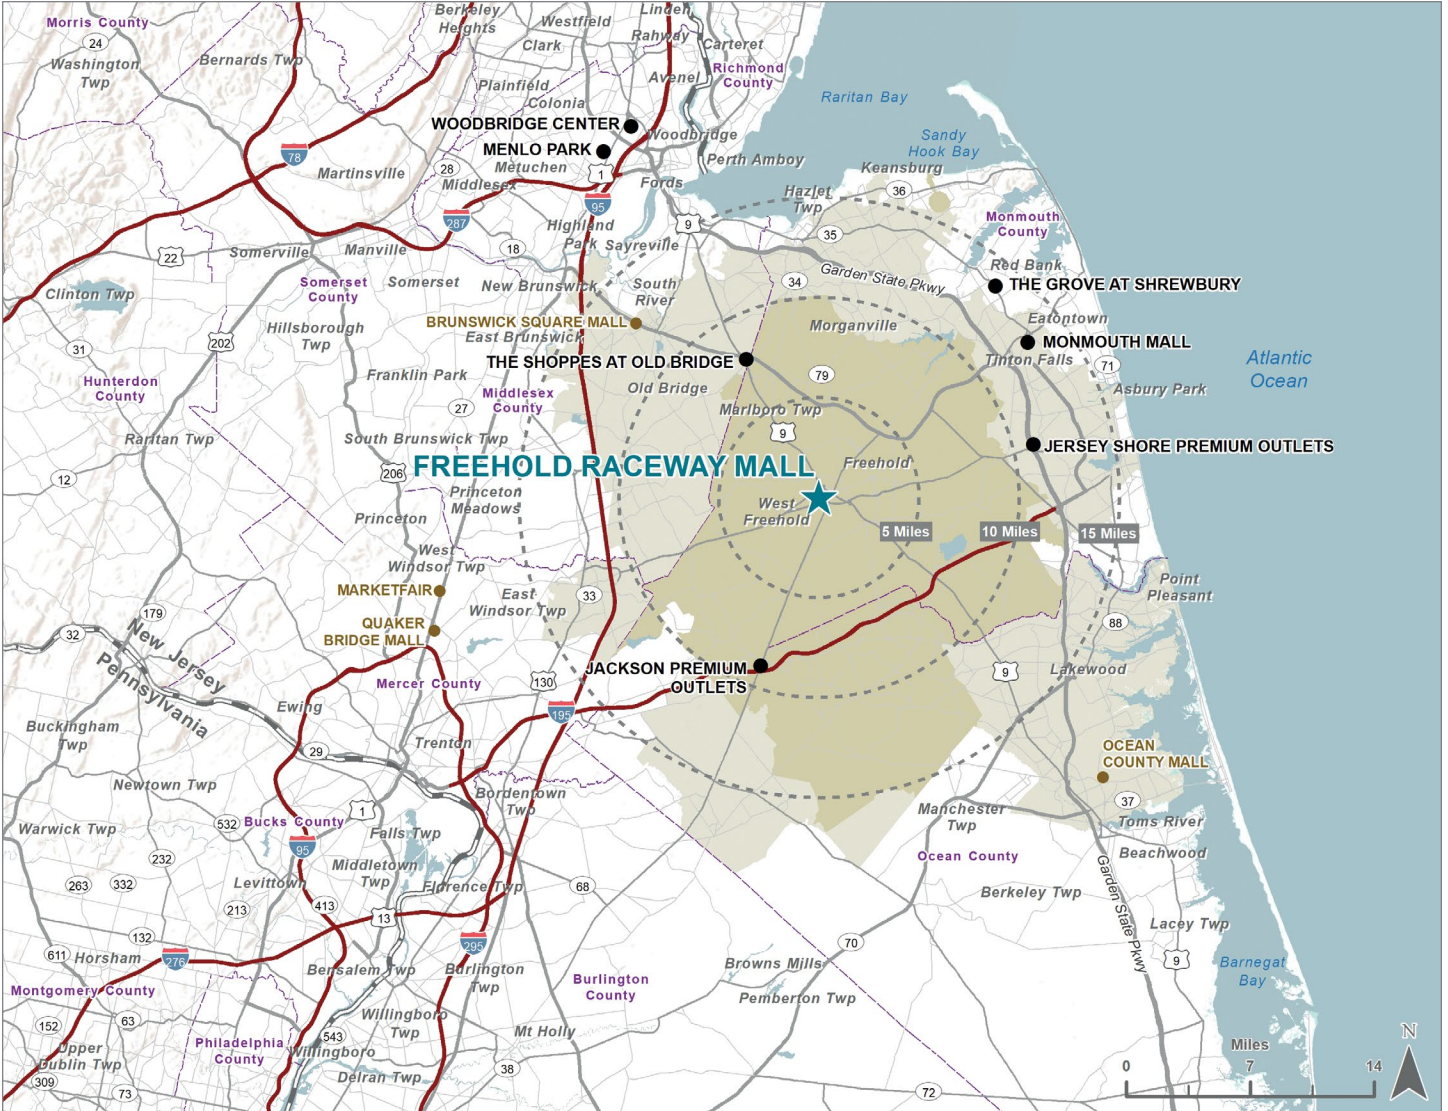 Morris County
Berkeley
Heights
Westfield
Linden
Clark
Rahway
Carteret
24
Washington
Twp
Bernards Twp
Richmond
County
Avenel
Plainfield
Colonia
Raritan Bay
WOODBRIDGE CENTER
Woodbridge
Sandy
Hook Bay
78
MENLO PARK
Perth Amboy
Martinsville
28
Metuchen
1
Keansburg
Middlesex
Fords
36
Hazlet
Twp
95
287
Highland
Park
9
Monmouth
County
Sayreville
35
22
Somerville
Manville
18
Red Bank
Garden State Pkwy
34
Clinton Twp
Somerset
County
Somerset
New Brunswick
South
River
THE GROVE AT SHREWBURY
Eatontown
Hillsborough
Twp
BRUNSWICK SQUARE MALL
East Brunswick
Morganville
202
31
MONMOUTH MALL
Tinton Falls
Atlantic
Ocean
THE SHOPPES AT OLD BRIDGE
71
Hunterdon
County
Franklin Park
79
Old Bridge
Asbury Park
Middlesex
County
27
Marlboro Twp
9
Raritan Twp
South Brunswick Twp
JERSEY SHORE PREMIUM OUTLETS
FREEHOLD RACEWAY MALL
Freehold
12
206
Princeton
Meadows
West
Freehold
Princeton
5 Miles
10 Miles
15 Miles
West
Windsor Twp
Point
Pleasant
MARKETFAIR
East
Windsor Twp
33
179
New Jersey
Pennsylvania
32
QUAKER
BRIDGE MALL
88
JACKSON PREMIUM
OUTLETS
9
Lakewood
Mercer County
130
Ewing
195
Buckingham
Twp
Trenton
29
OCEAN
COUNTY MALL
Newtown Twp
Bordentown
Twp
37
1
Manchester
Twp
Toms River
Warwick Twp
532
Bucks County
Falls Twp
95
Beachwood
232
Ocean County
Middletown
Twp
Garden State Pkwy
263
332
Levittown
Florence Twp
68
Berkeley Twp
213
413
13
Lacey Twp
132
295
70
611
Horsham
276
Browns Mills
9
Barnegat
Bay
Bensalem Twp
Burlington
Twp
Burlington
County
Montgomery County
Pemberton Twp
Willingboro
Twp
152
63
Mt Holly
543
N
Philadelphia
County
Miles
Upper
Dublin Twp
Willingboro
0
7
14
38
Delran Twp
309
73
72